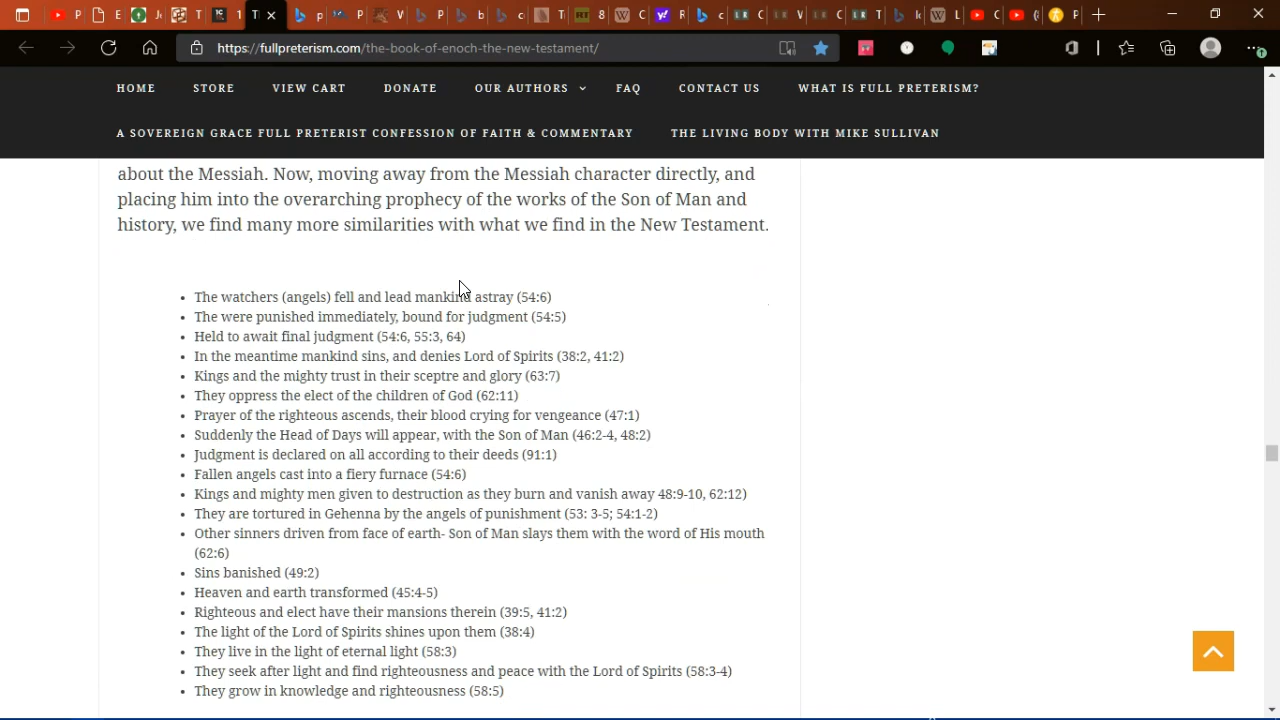 P
E
J
T
1
T
p
P
V
P
b
c
T
8
C
R
c
C
V
C
T
k
L
C
(
P
https://fullpreterism.com/the-book-of-enoch-the-new-testament/
HOME STORE VIEW CART DONATE OUR AUTHORS FAQ CONTACT US WHAT IS FULL PRETERISM?
A SOVEREIGN GRACE FULL PRETERIST CONFESSION OF FAITH & COMMENTARY THE LIVING BODY WITH MIKE SULLIVAN
about the Messiah. Now, moving away from the Messiah character directly, and
placing him into the overarching prophecy of the works of the Son of Man and
history, we find many more similarities with what we find in the New Testament.
• The watchers (angels) fell and lead mankind astray (54:6)
• The were punished immediately, bound for judgment (54:5)
• Held to await final judgment (54:6, 55:3, 64)
• In the meantime mankind sins, and denies Lord of Spirits (38:2, 41:2)
• Kings and the mighty trust in their sceptre and glory (63:7)
• They oppress the elect of the children of God (62:11)
• Prayer of the righteous ascends, their blood crying for vengeance (47:1)
• Suddenly the Head of Days will appear, with the Son of Man (46:2-4, 48:2)
• Judgment is declared on all according to their deeds (91:1)
• Fallen angels cast into a fiery furnace (54:6)
• Kings and mighty men given to destruction as they burn and vanish away 48:9-10, 62:12)
• They are tortured in Gehenna by the angels of punishment (53: 3-5; 54:1-2)
• Other sinners driven from face of earth- Son of Man slays them with the word of His mouth
(62:6)
• Sins banished (49:2)
• Heaven and earth transformed (45:4-5)
• Righteous and elect have their mansions therein (39:5, 41:2)
• The light of the Lord of Spirits shines upon them (38:4)
• They live in the light of eternal light (58:3)
• They seek after light and find righteousness and peace with the Lord of Spirits (58:3-4)
• They grow in knowledge and righteousness (58:5)